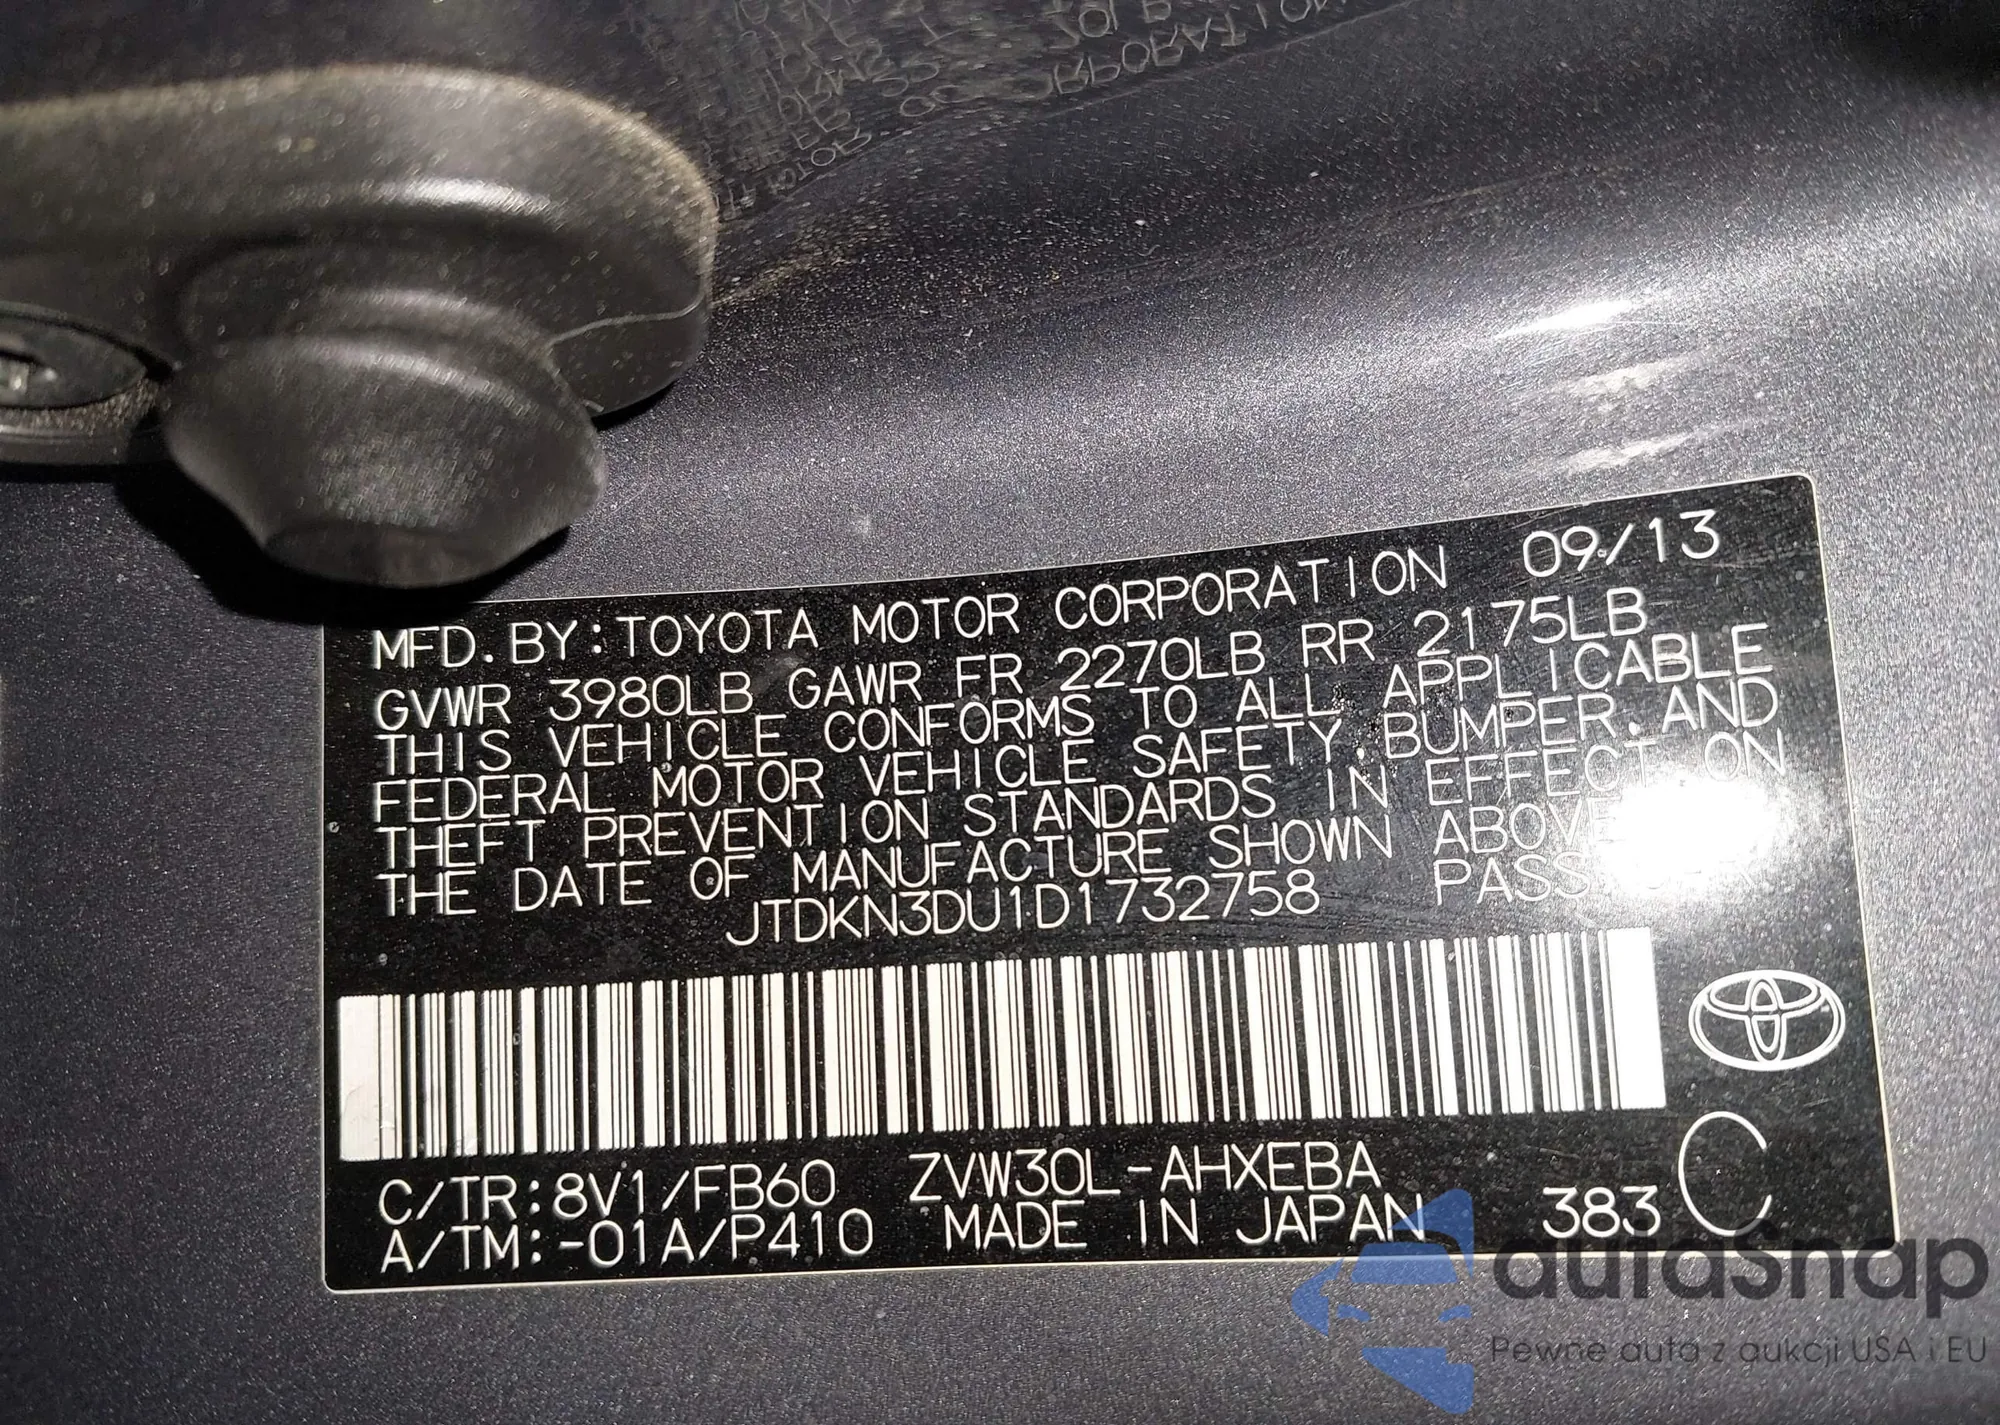 MFD. BY: TOYOTA MOTOR CORPORATION 09/13
GVWR 3980LB GAWR FR 2270LB RR 2175LB
THIS VEHICLE CONFORMS TO ALL APPLICABLE
FEDERAL MOTOR VEHICLE SAFETY, BUMPER, AND
THEFT PREVENTION STANDARDS IN EFFECT ON
THE DATE OF MANUFACTURE SHOWN ABOVE.
JTDKN3DU1D1732758
C/TR: 8V1/FB60 ZVW30L-AHXEBA
A/TM: -01A/P410 MADE IN JAPAN 383 C
autoSnap
Pewne auta z aukcji USA i EU